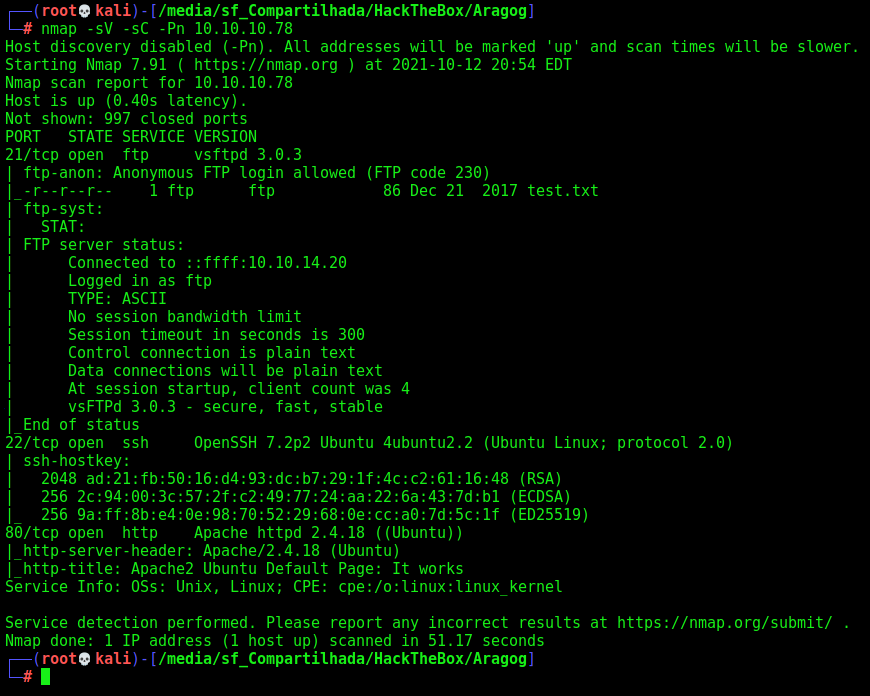 ┌──(root💀kali)-[/media/sf_Compartilhada/HackTheBox/Aragog]
└─# nmap -sV -sC -Pn 10.10.10.78
Host discovery disabled (-Pn). All addresses will be marked 'up' and scan times will be slower.
Starting Nmap 7.91 ( https://nmap.org ) at 2021-10-12 20:54 EDT
Nmap scan report for 10.10.10.78
Host is up (0.40s latency).
Not shown: 997 closed ports
PORT   STATE SERVICE VERSION
21/tcp open  ftp     vsftpd 3.0.3
| ftp-anon: Anonymous FTP login allowed (FTP code 230)
|_-r--r--r--    1 ftp      ftp            86 Dec 21  2017 test.txt
| ftp-syst:
|   STAT:
| FTP server status:
|      Connected to ::ffff:10.10.14.20
|      Logged in as ftp
|      TYPE: ASCII
|      No session bandwidth limit
|      Session timeout in seconds is 300
|      Control connection is plain text
|      Data connections will be plain text
|      At session startup, client count was 4
|      vsFTPd 3.0.3 - secure, fast, stable
|_End of status
22/tcp open  ssh     OpenSSH 7.2p2 Ubuntu 4ubuntu2.2 (Ubuntu Linux; protocol 2.0)
| ssh-hostkey:
|   2048 ad:21:fb:50:16:d4:93:dc:b7:29:1f:4c:c2:61:16:48 (RSA)
|   256 2c:94:00:3c:57:2f:c2:49:77:24:aa:22:6a:43:7d:b1 (ECDSA)
|_  256 9a:ff:8b:e4:0e:98:70:52:29:68:0e:cc:a0:7d:5c:1f (ED25519)
80/tcp open  http    Apache httpd 2.4.18 ((Ubuntu))
|_http-server-header: Apache/2.4.18 (Ubuntu)
|_http-title: Apache2 Ubuntu Default Page: It works
Service Info: OSs: Unix, Linux; CPE: cpe:/o:linux:linux_kernel

Service detection performed. Please report any incorrect results at https://nmap.org/submit/ .
Nmap done: 1 IP address (1 host up) scanned in 51.17 seconds
┌──(root💀kali)-[/media/sf_Compartilhada/HackTheBox/Aragog]
└─#